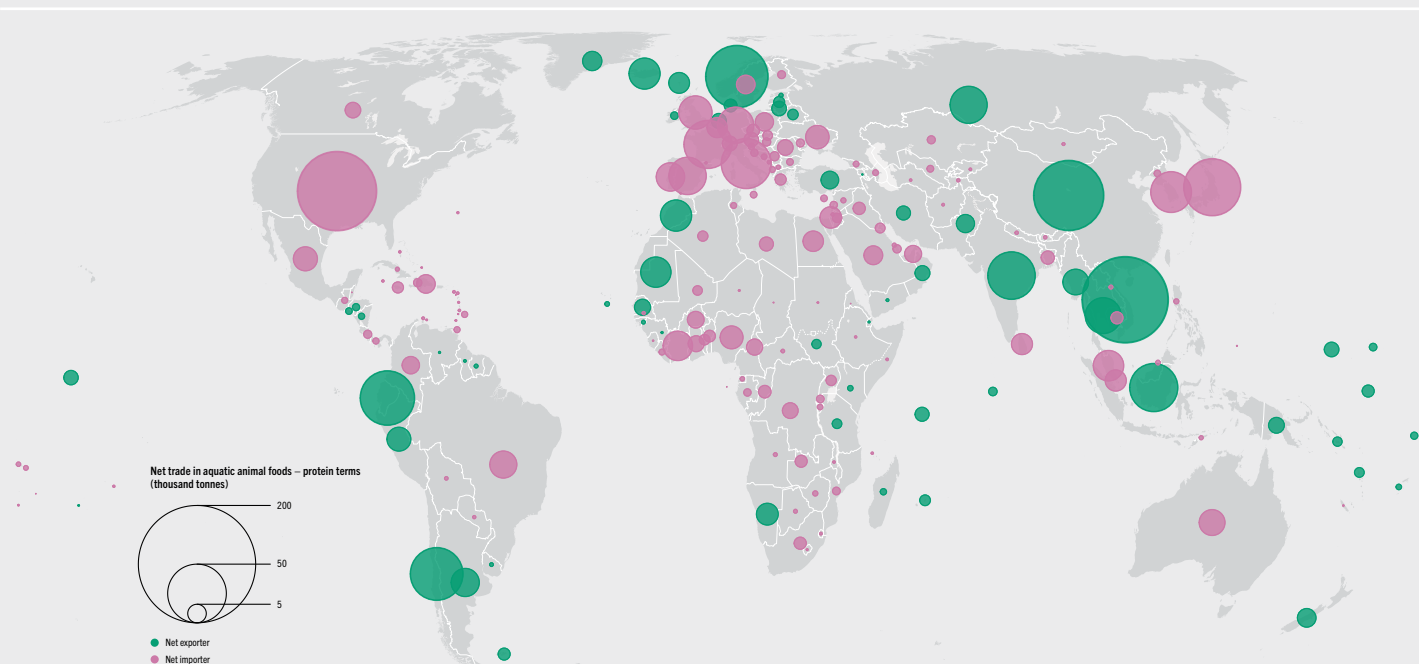 Net trade in aquatic animal foods – protein terms
(thousand tonnes)
200
50
5
Net exporter
Net importer